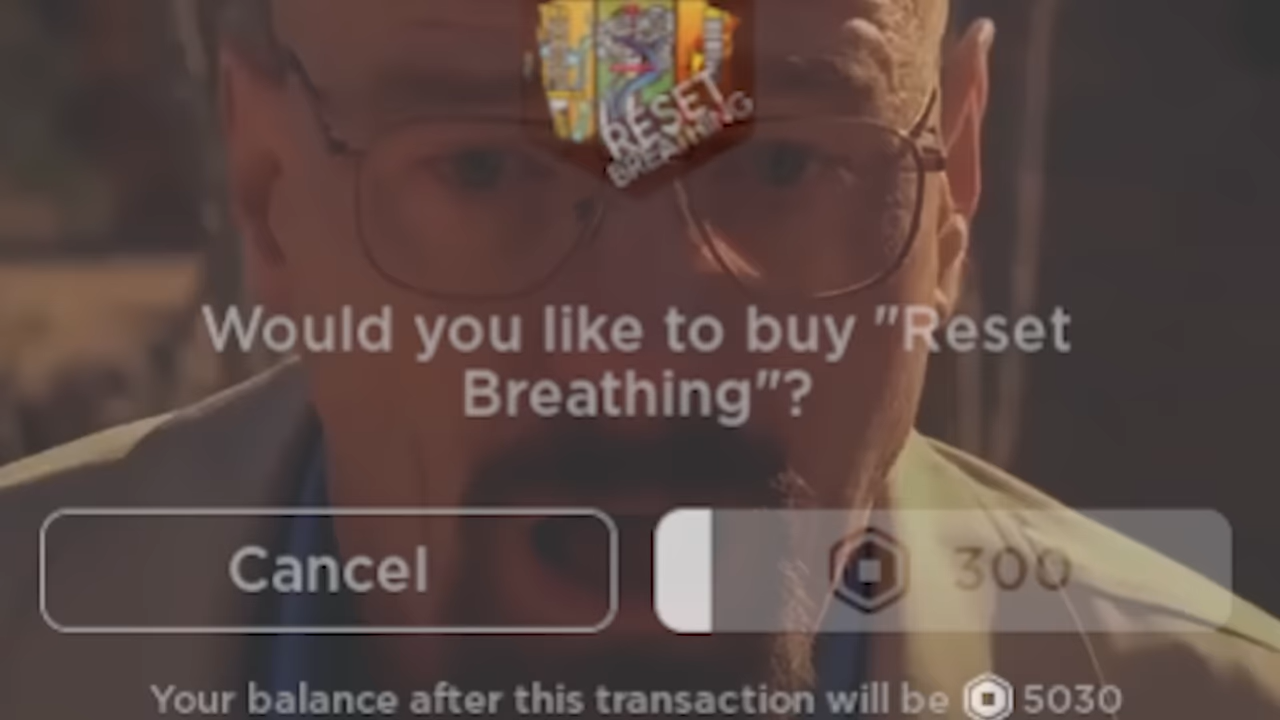 RESET
BREATHING
Would you like to buy "Reset
Breathing"?
Cancel
300
Your balance after this transaction will be 5030